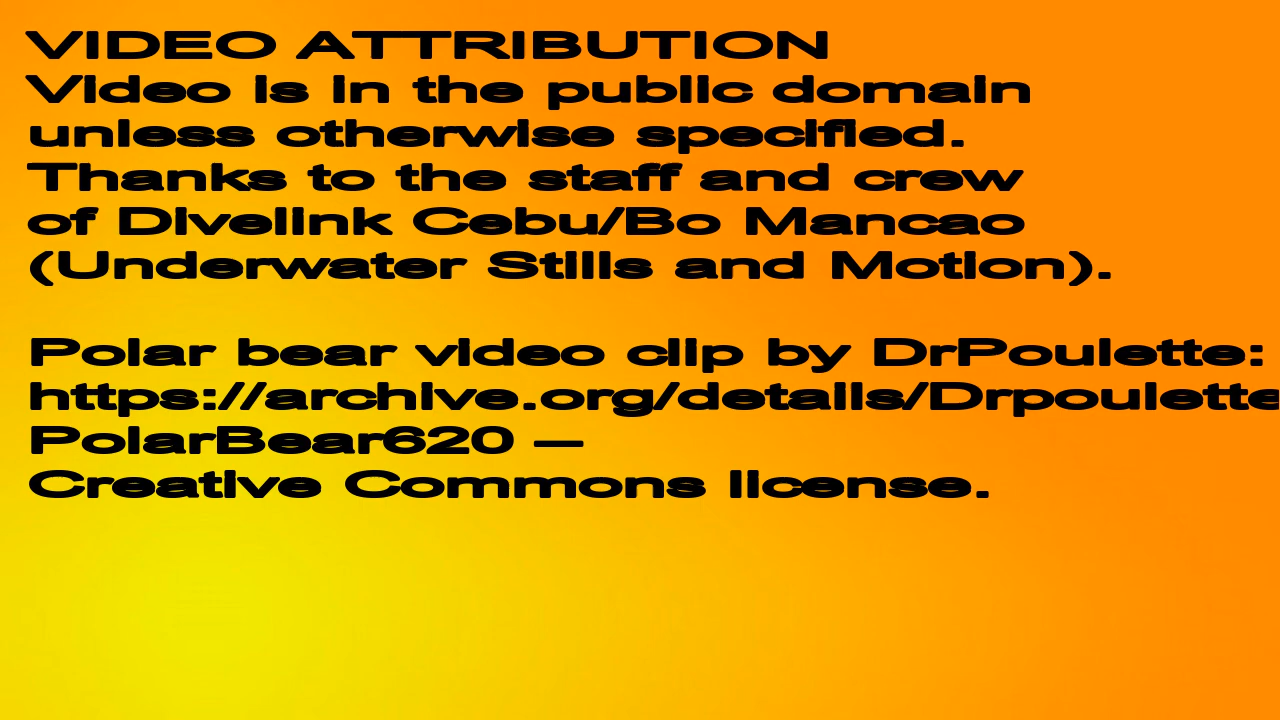 VIDEO ATTRIBUTION
Video is in the public domain
unless otherwise specified.
Thanks to the staff and crew
of Divelink Cebu/Bo Mancao
(Underwater Stills and Motion).
Polar bear video clip by DrPoulette:
https://archive.org/details/Drpoulette
PolarBear620 —
Creative Commons license.